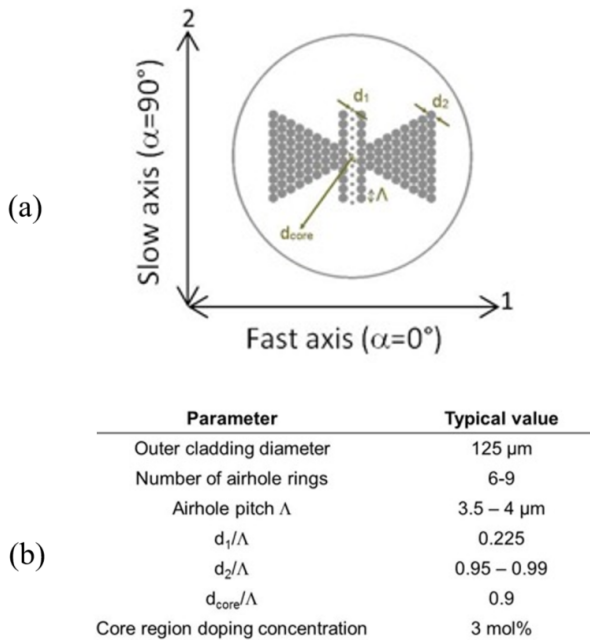 2
Slow axis (α=90°)
d₁
d₂
Λ
d_core
(a)
1
Fast axis (α=0°)
Parameter Typical value
Outer cladding diameter 125 µm
Number of airhole rings 6-9
Airhole pitch Λ 3.5 – 4 µm
d₁/Λ 0.225
(b)
d₂/Λ 0.95 – 0.99
d_core/Λ 0.9
Core region doping concentration 3 mol%